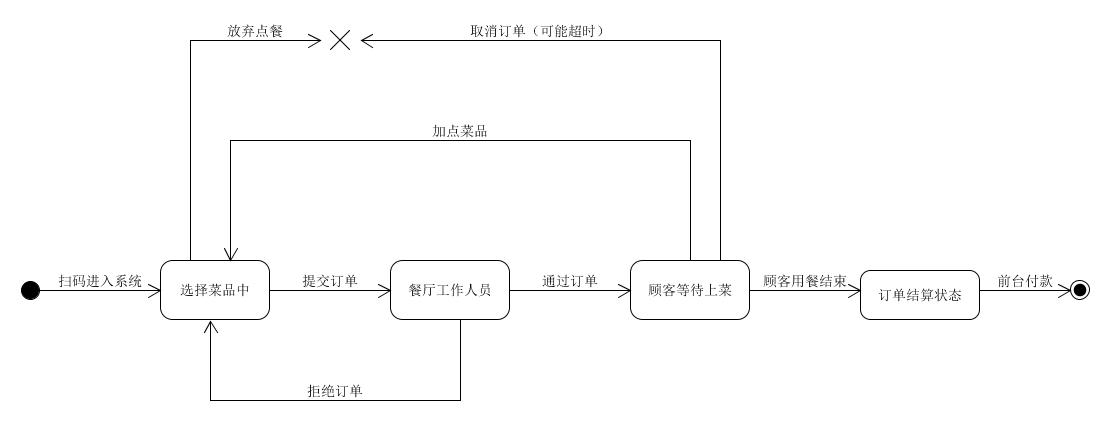 放弃点餐
取消订单（可能超时）
加点菜品
扫码进入系统
选择菜品中
提交订单
餐厅工作人员
通过订单
顾客等待上菜
顾客用餐结束
订单结算状态
前台付款
拒绝订单